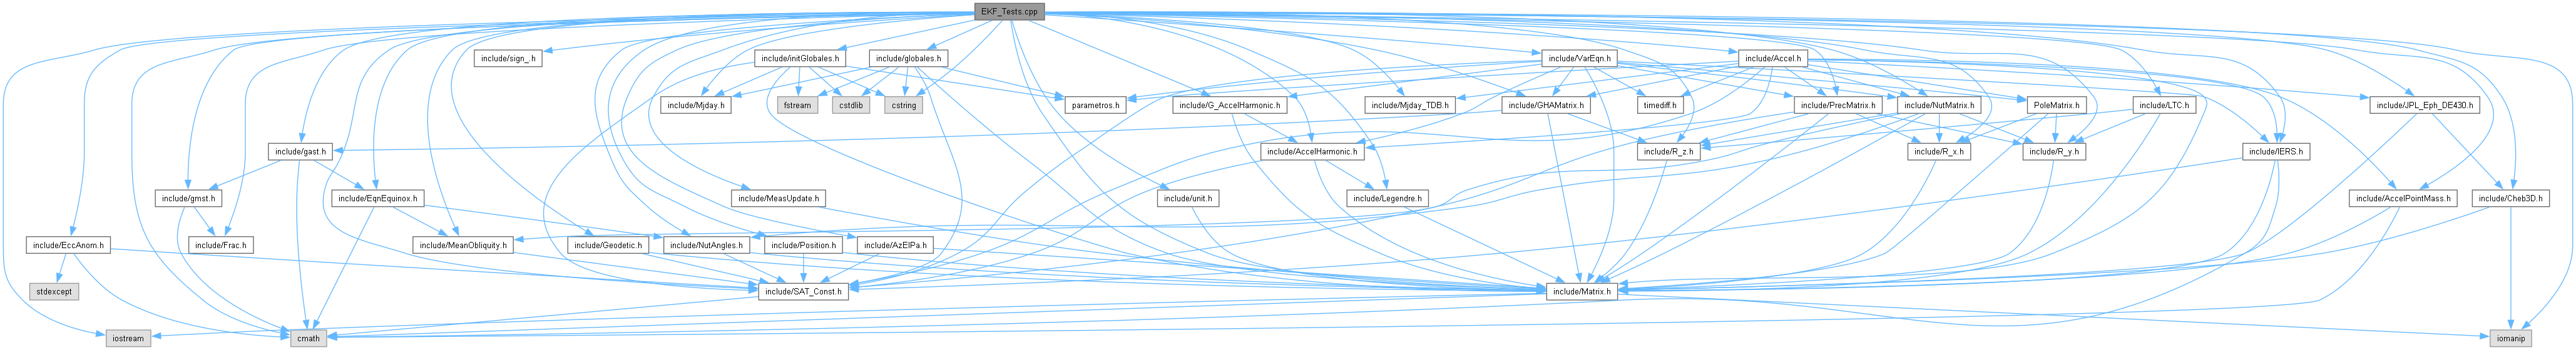 EKF_Tests.cpp
include/sign_.h
include/initGlobales.h
include/globales.h
include/VarEqn.h
include/Accel.h
include/Mjday.h
fstream
cstdlib
cstring
parametros.h
include/G_AccelHarmonic.h
include/Mjday_TDB.h
include/GHAMatrix.h
timediff.h
include/PrecMatrix.h
include/NutMatrix.h
PoleMatrix.h
include/LTC.h
include/JPL_Eph_DE430.h
include/gast.h
include/AccelHarmonic.h
include/R_z.h
include/R_x.h
include/R_y.h
include/IERS.h
include/gmst.h
include/EqnEquinox.h
include/MeasUpdate.h
include/unit.h
include/Legendre.h
include/AccelPointMass.h
include/Cheb3D.h
include/EccAnom.h
include/Frac.h
include/MeanObliquity.h
include/Geodetic.h
include/NutAngles.h
include/Position.h
include/AzElPa.h
stdexcept
include/SAT_Const.h
include/Matrix.h
iostream
cmath
iomanip